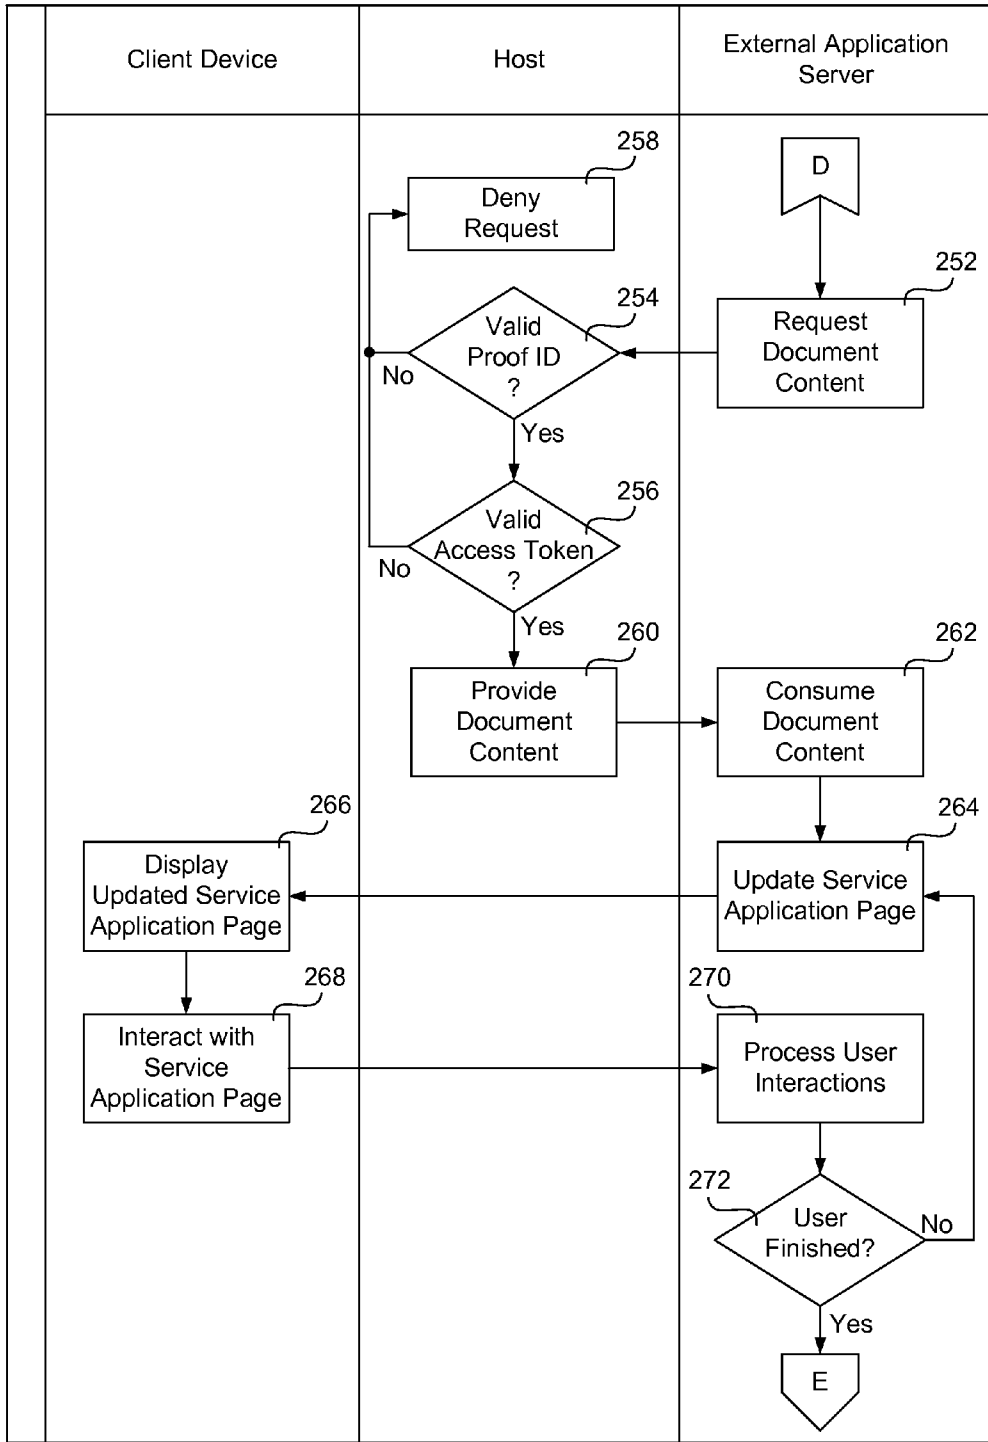 Client Device
Host
External Application
Server
D
258
Deny
Request
252
Request
Document
Content
254
Valid
Proof ID
?
No
Yes
256
Valid
Access Token
?
No
Yes
260
Provide
Document
Content
262
Consume
Document
Content
264
Update Service
Application Page
266
Display
Updated Service
Application Page
268
Interact with
Service
Application Page
270
Process User
Interactions
272
User
Finished?
No
Yes
E